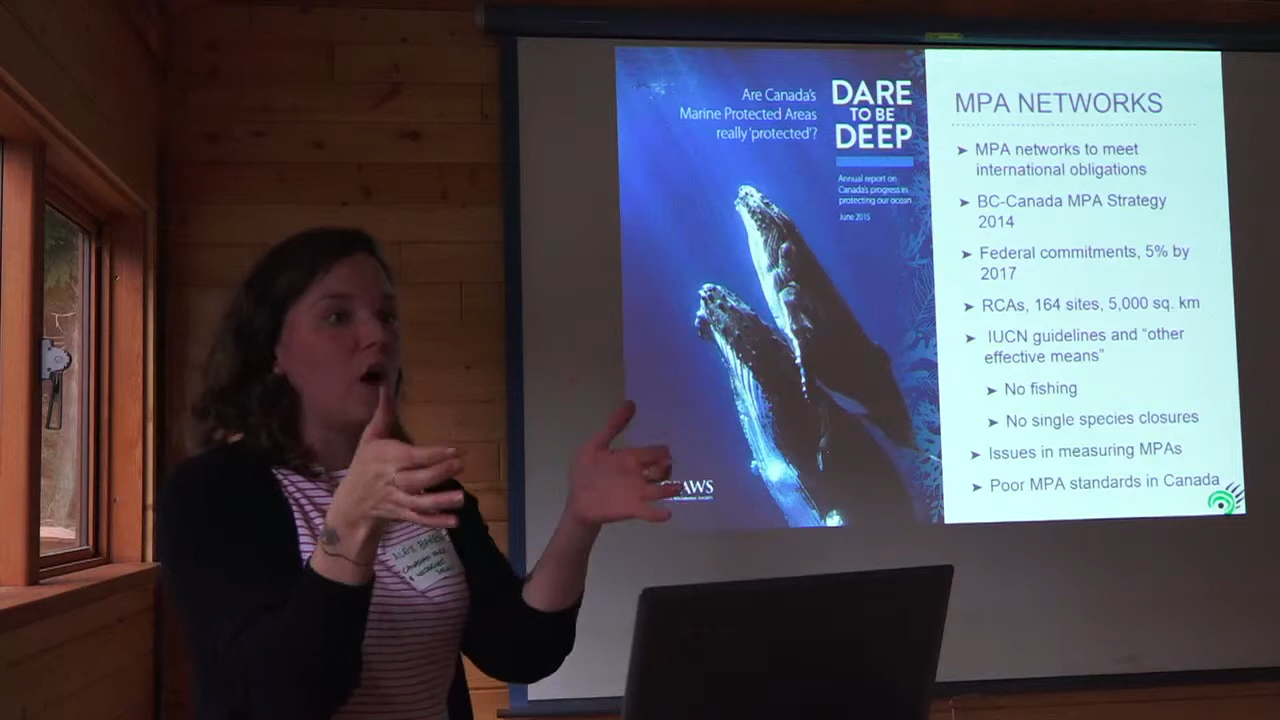 Are Canada's
Marine Protected Areas
really 'protected'?
DARE
TO BE
DEEP
Annual report on
Canada's progress in
protecting our ocean
June 2015
MPA NETWORKS
➤ MPA networks to meet
international obligations
➤ BC-Canada MPA Strategy
2014
➤ Federal commitments, 5% by
2017
➤ RCAs, 164 sites, 5,000 sq. km
➤ IUCN guidelines and "other
effective means"
➤ No fishing
➤ No single species closures
➤ Issues in measuring MPAs
➤ Poor MPA standards in Canada